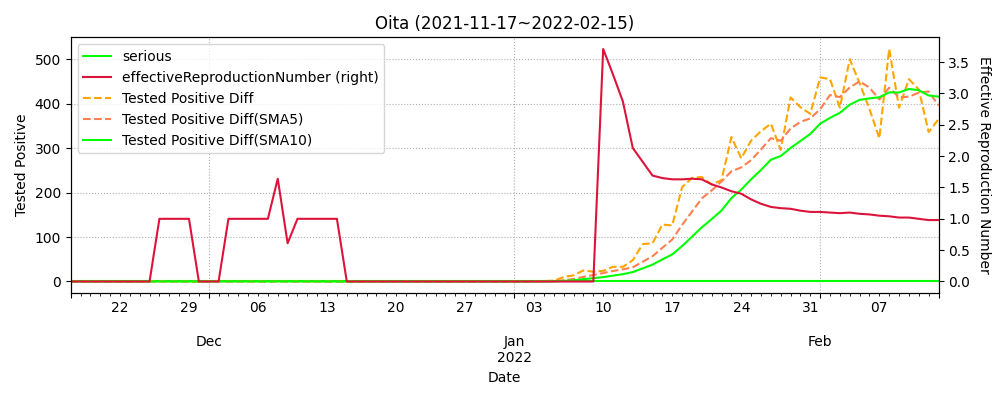 Oita (2021-11-17~2022-02-15)
serious
effectiveReproductionNumber (right)
Tested Positive Diff
Tested Positive Diff(SMA5)
Tested Positive Diff(SMA10)
500
400
300
200
100
0
Tested Positive
3.5
3.0
2.5
2.0
1.5
1.0
0.5
0.0
Effective Reproduction Number
22 29 06 13 20 27 03 10 17 24 31 07
Dec Jan Feb
2022
Date